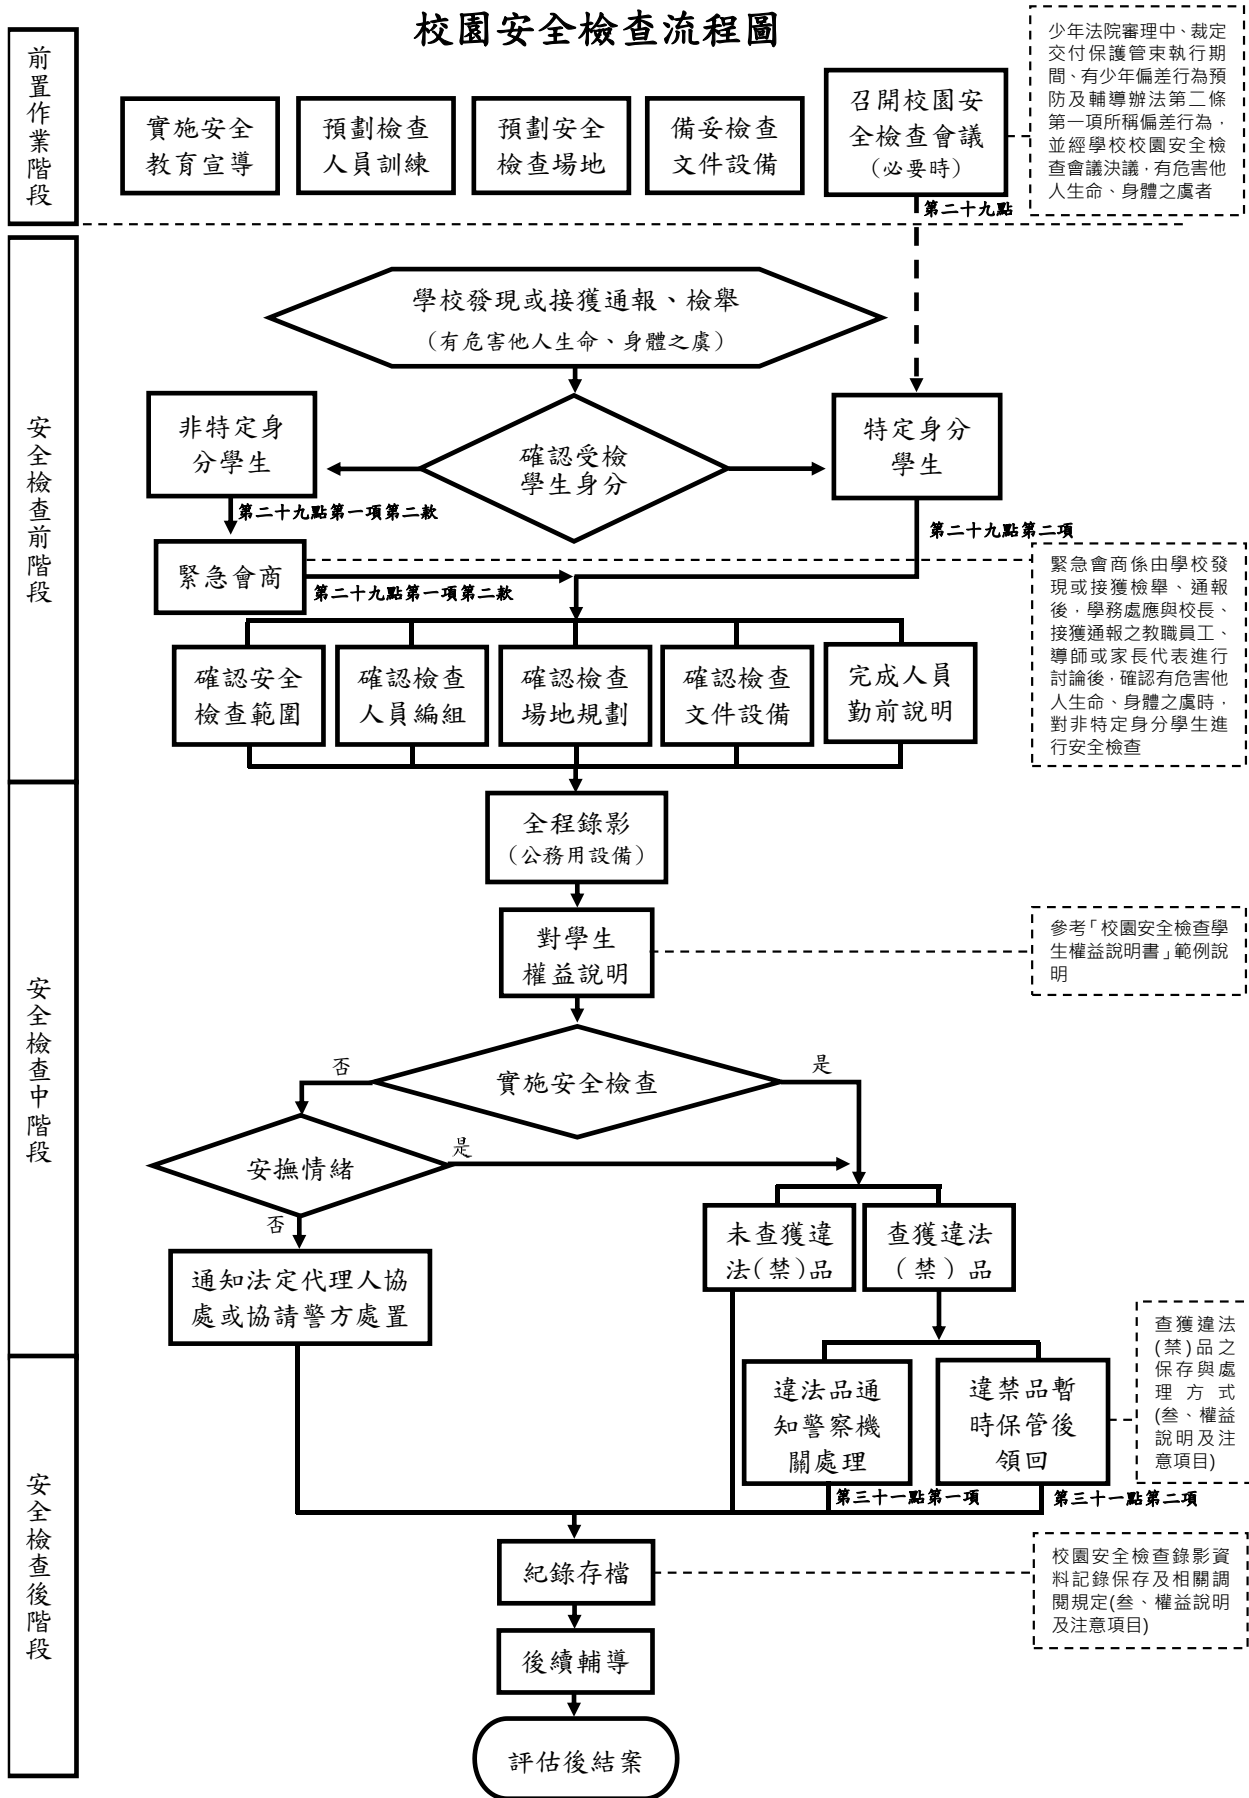 校園安全檢查流程圖
前置作業階段
實施安全
教育宣導
預劃檢查
人員訓練
預劃安全
檢查場地
備妥檢查
文件設備
召開校園安
全檢查會議
(必要時)
第二十九點
少年法院審理中、裁定
交付保護管束執行期
間、有少年偏差行為預
防及輔導辦法第二條
第一項所稱偏差行為，
並經學校校園安全檢
查會議決議，有危害他
人生命、身體之虞者
安全檢查前階段
學校發現或接獲通報、檢舉
(有危害他人生命、身體之虞)
非特定身
分學生
確認受檢
學生身分
特定身分
學生
第二十九點第一項第二款
第二十九點第二項
緊急會商
第二十九點第一項第二款
緊急會商係由學校發
現或接獲檢舉、通報
後，學務處應與校長、
接獲通報之教職員工、
導師或家長代表進行
討論後，確認有危害他
人生命、身體之虞時，
對非特定身分學生進
行安全檢查
確認安全
檢查範圍
確認檢查
人員編組
確認檢查
場地規劃
確認檢查
文件設備
完成人員
勤前說明
安全檢查中階段
全程錄影
(公務用設備)
對學生
權益說明
參考「校園安全檢查學
生權益說明書」範例說
明
實施安全檢查
否
是
安撫情緒
是
否
通知法定代理人協
處或協請警方處置
未查獲違
法(禁)品
查獲違法
(禁)品
安全檢查後階段
違法品通
知警察機
關處理
違禁品暫
時保管後
領回
查獲違法
(禁)品之
保存與處
理方式
(叁、權益
說明及注
意項目)
第三十一點第一項
第三十一點第二項
紀錄存檔
校園安全檢查錄影資
料記錄保存及相關調
閱規定(叁、權益說明
及注意項目)
後續輔導
評估後結案